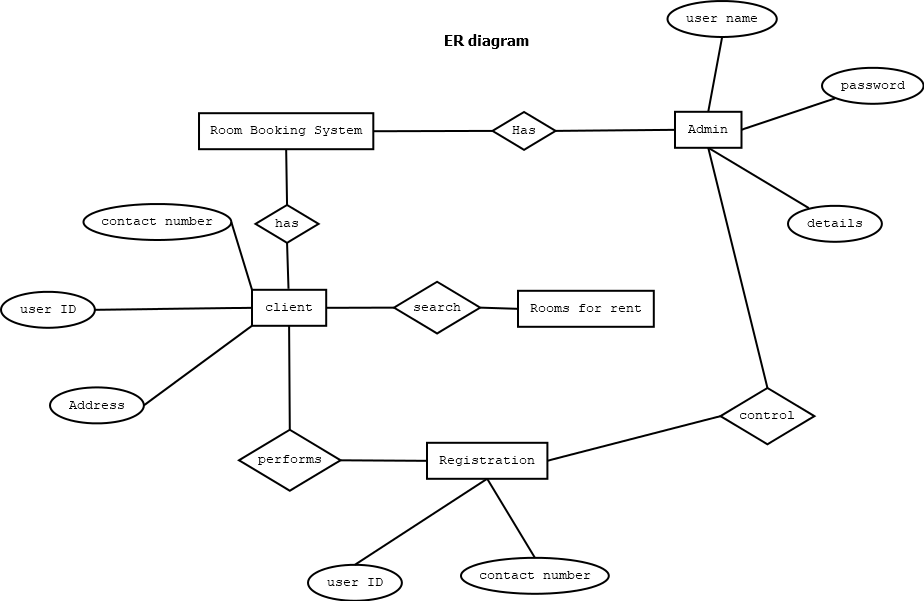 user name
ER diagram
password
Room Booking System
Has
Admin
contact number
has
details
user ID
client
search
Rooms for rent
Address
control
performs
Registration
user ID
contact number